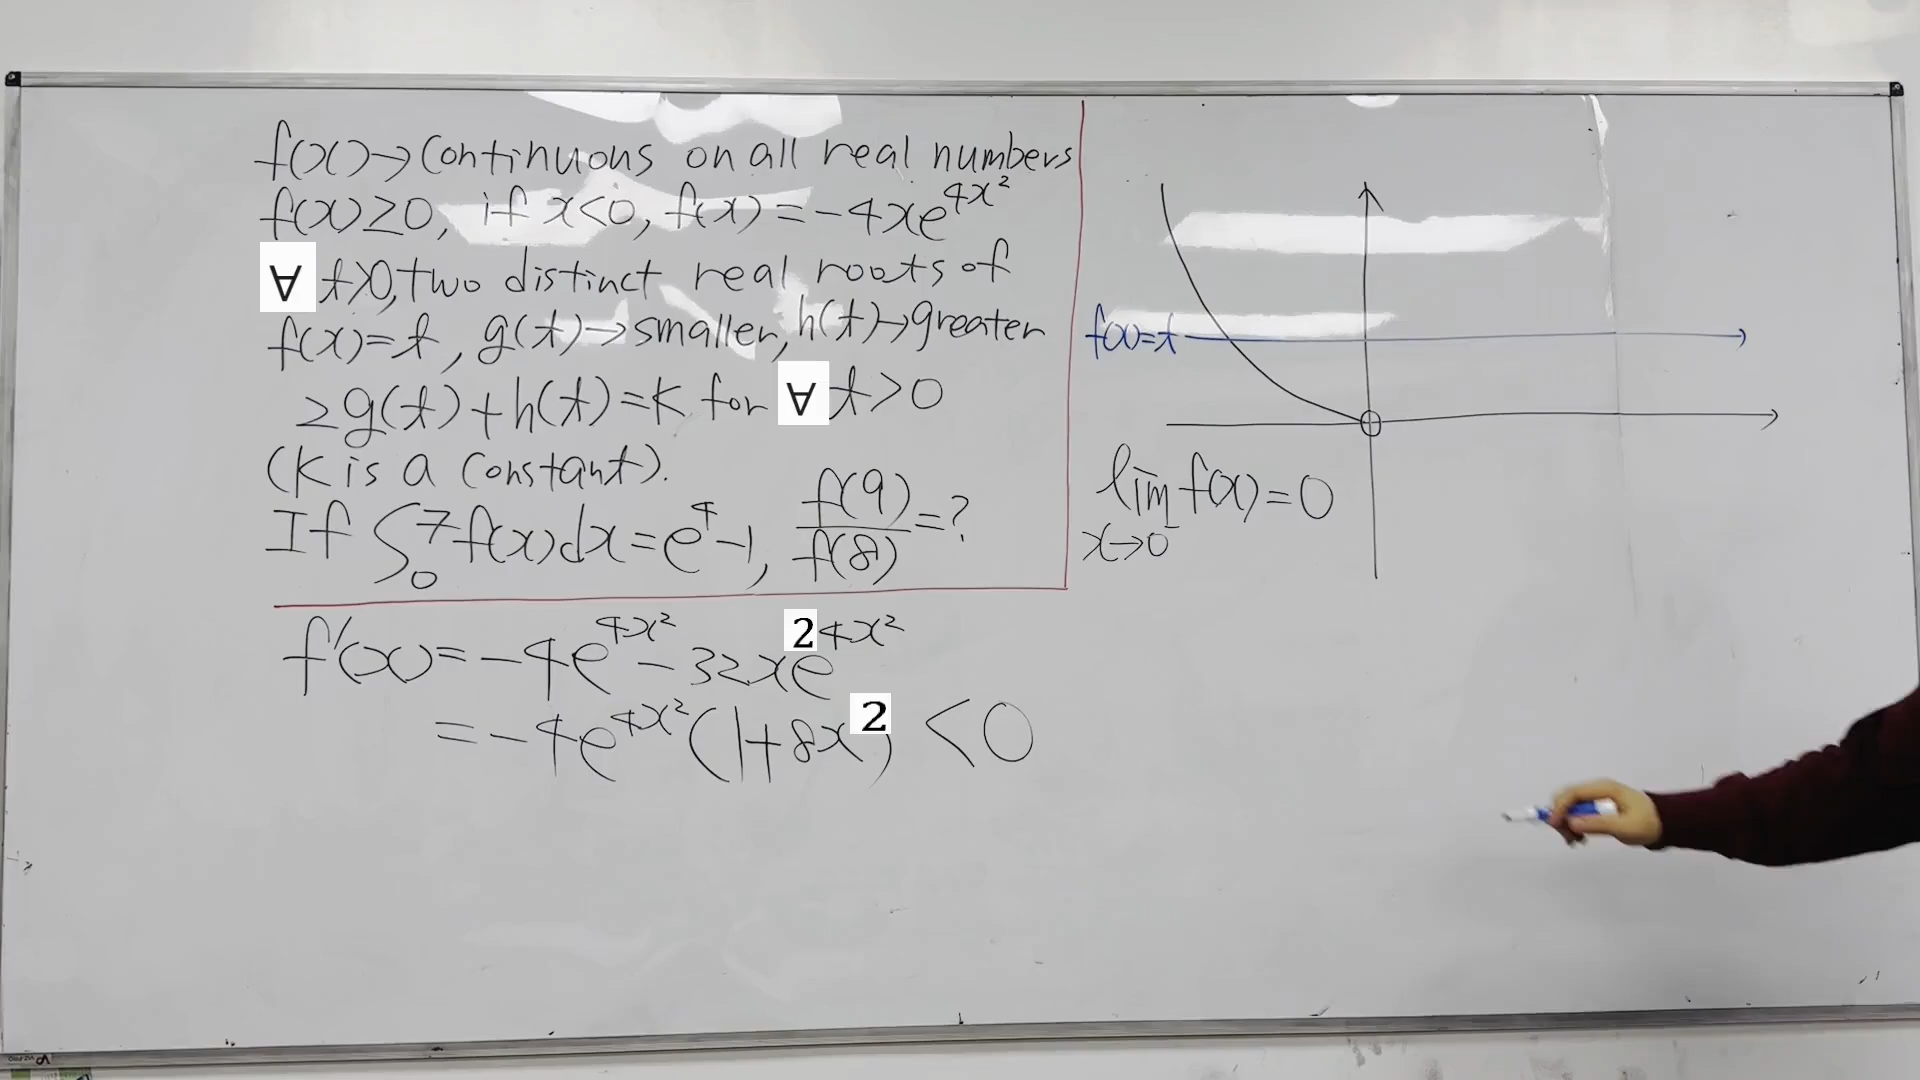 f(x)→Continuous on all real numbers
f(x)≥0, if x<0, f(x)=-4xe^{4x²}
∀ t>0, two distinct real roots of
f(x)=t, g(t)→smaller, h(t)→greater
2g(t)+h(t)=K for ∀ t>0
(K is a constant).
If ∫₀⁷ f(x)dx=e⁴-1, f(9)/f(8)=?
f'(x)=-4e^{4x²}-32x²e^{4x²}
=-4e^{4x²}(1+8x²)<0
f(x)=t
lim_{x→0⁻} f(x)=0